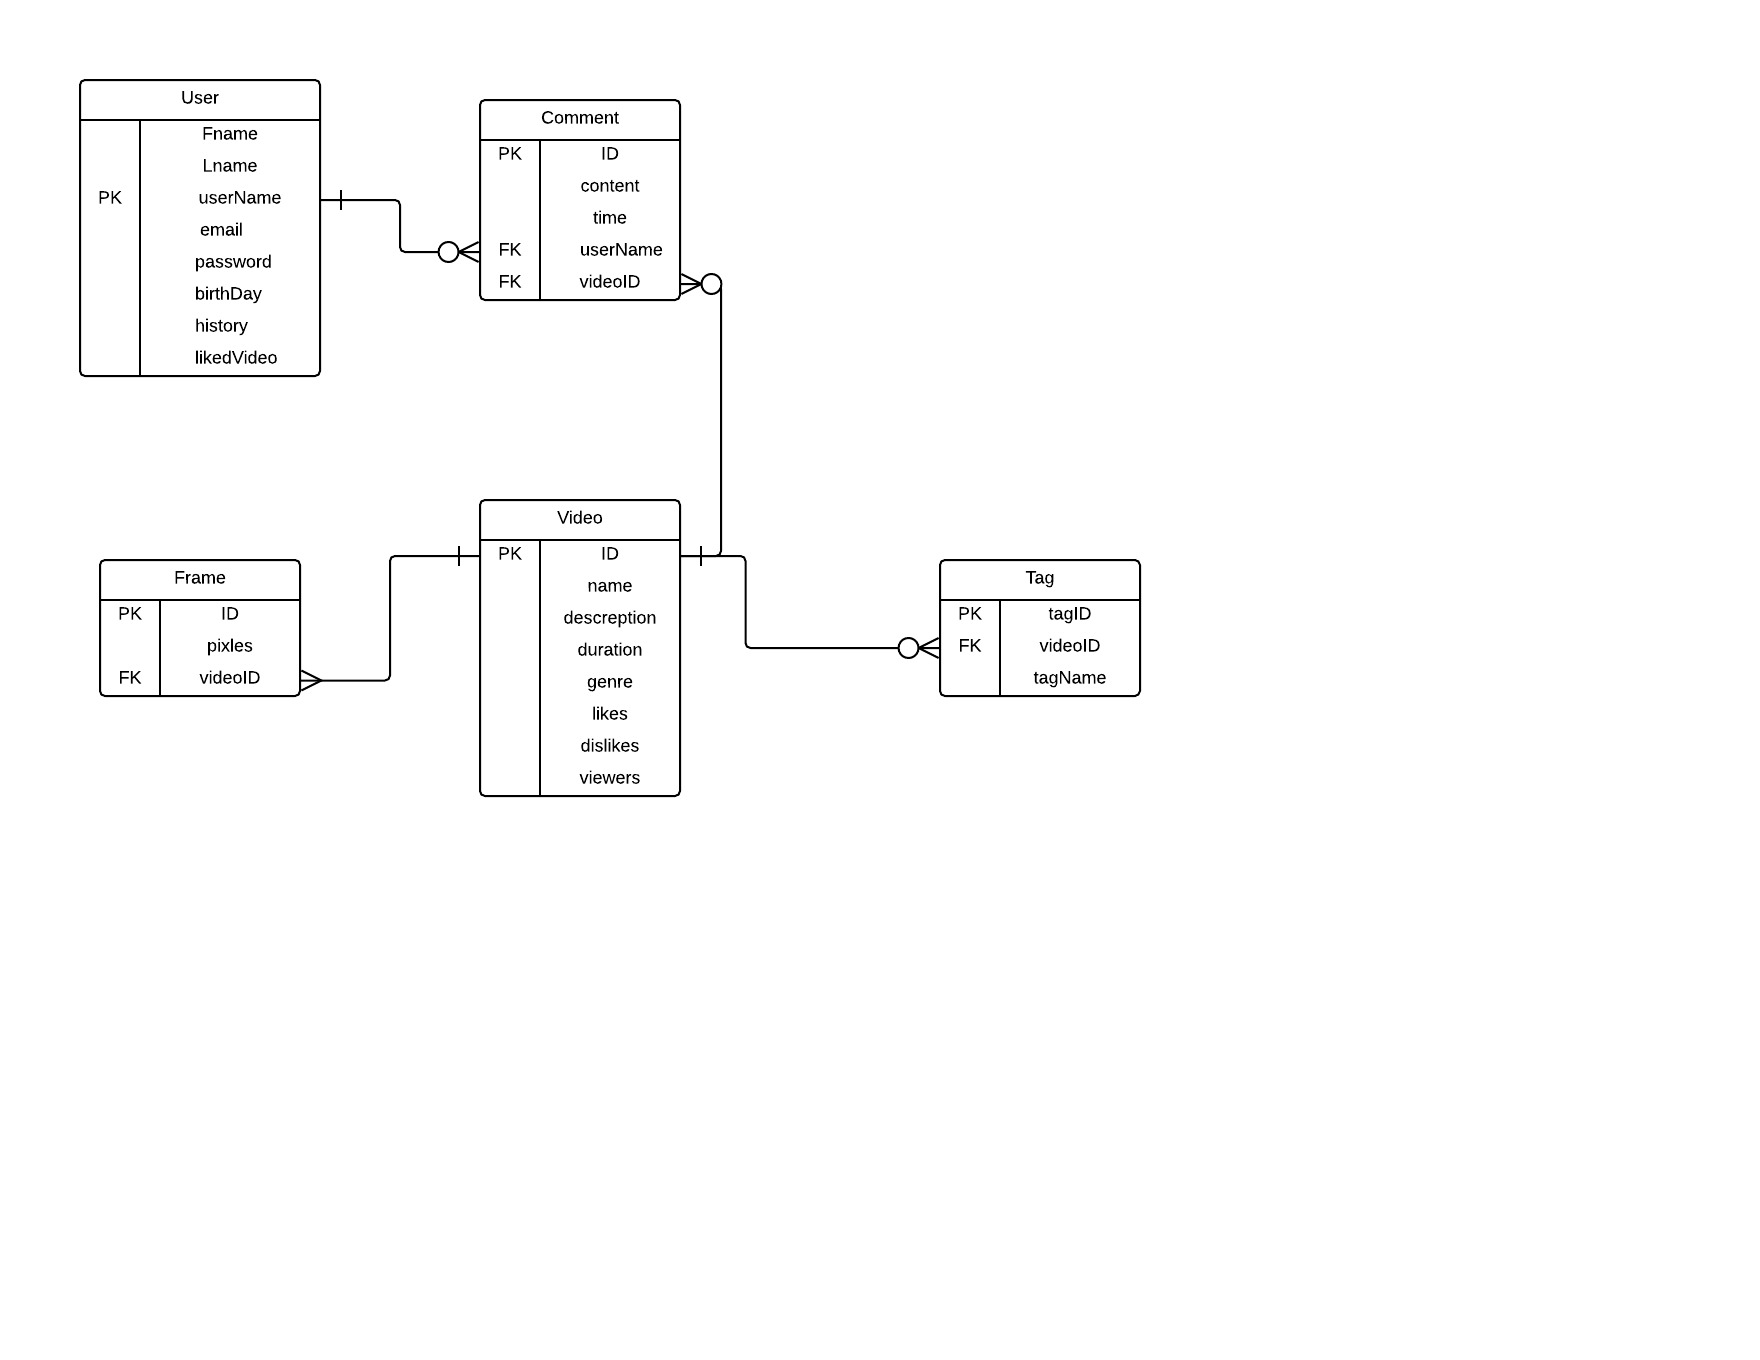 User
Fname
Lname
PK userName
email
password
birthDay
history
likedVideo
Comment
PK ID
content
time
FK userName
FK videoID
Video
PK ID
name
descreption
duration
genre
likes
dislikes
viewers
Frame
PK ID
pixles
FK videoID
Tag
PK tagID
FK videoID
tagName